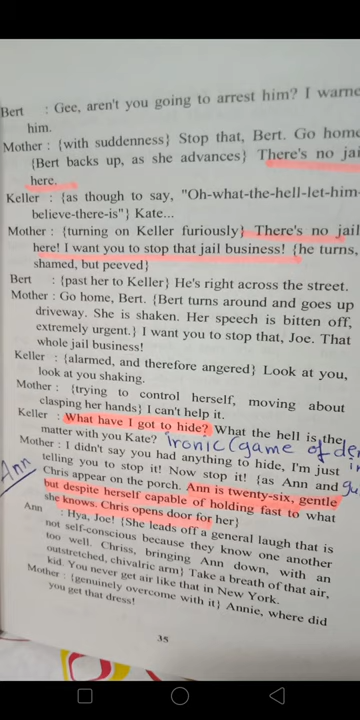 Bert : Gee, aren't you going to arrest him? I warne
him.
Mother : {with suddenness} Stop that, Bert. Go home
{Bert backs up, as she advances} There's no jai
here.
Keller : {as though to say, "Oh-what-the-hell-let-him-
believe-there-is"} Kate...
Mother : {turning on Keller furiously} There's no jail
here! I want you to stop that jail business! {he turns,
shamed, but peeved}
Bert : {past her to Keller} He's right across the street.
Mother : Go home, Bert. {Bert turns around and goes up
driveway. She is shaken. Her speech is bitten off,
extremely urgent.} I want you to stop that, Joe. That
whole jail business!
Keller : {alarmed, and therefore angered} Look at you,
look at you shaking.
Mother : {trying to control herself, moving about
clasping her hands} I can't help it.
Keller : What have I got to hide? What the hell is the
matter with you Kate? ironic (game of de
Mother : I didn't say you had anything to hide, I'm just
telling you to stop it! Now stop it! {as Ann and
Ann
Chris appear on the porch. Ann is twenty-six, gentle
but despite herself capable of holding fast to what
she knows. Chris opens door for her}
Ann : Hya, Joe! {She leads off a general laugh that is
not self-conscious because they know one another
too well. Chriss, bringing Ann down, with an
outstretched, chivalric arm} Take a breath of that air,
kid. You never get air like that in New York.
Mother : {genuinely overcome with it} Annie, where did
you get that dress!
35